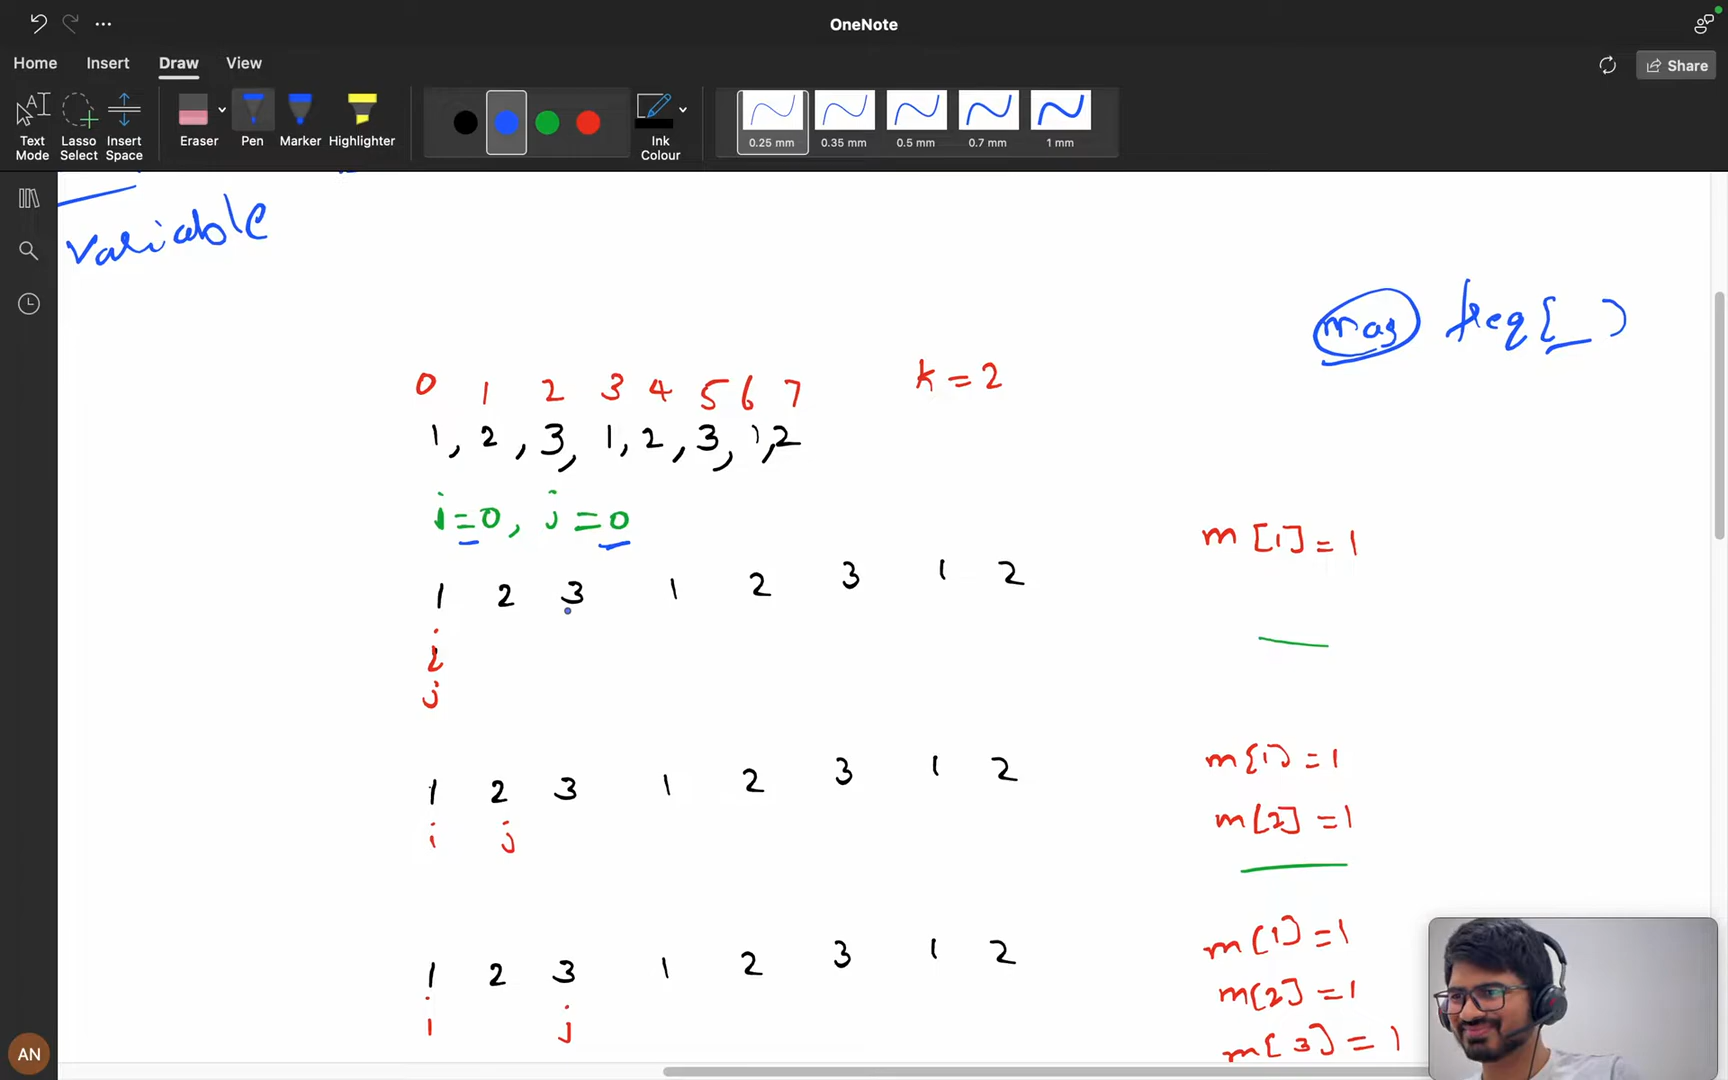 OneNote
Home Insert Draw View
Share
Text Mode
Lasso Select
Insert Space
Eraser
Pen
Marker
Highlighter
Ink Colour
0.25 mm
0.35 mm
0.5 mm
0.7 mm
1 mm
variable
map freq[_)
0 1 2 3 4 5 6 7 k = 2
1, 2, 3, 1, 2, 3, 1, 2
i=0, j=0
m[1]=1
1 2 3 1 2 3 1 2
i
j
m[1]=1
1 2 3 1 2 3 1 2
m[2]=1
i j
m[1]=1
1 2 3 1 2 3 1 2
m[2]=1
i j
m[3]=1
AN